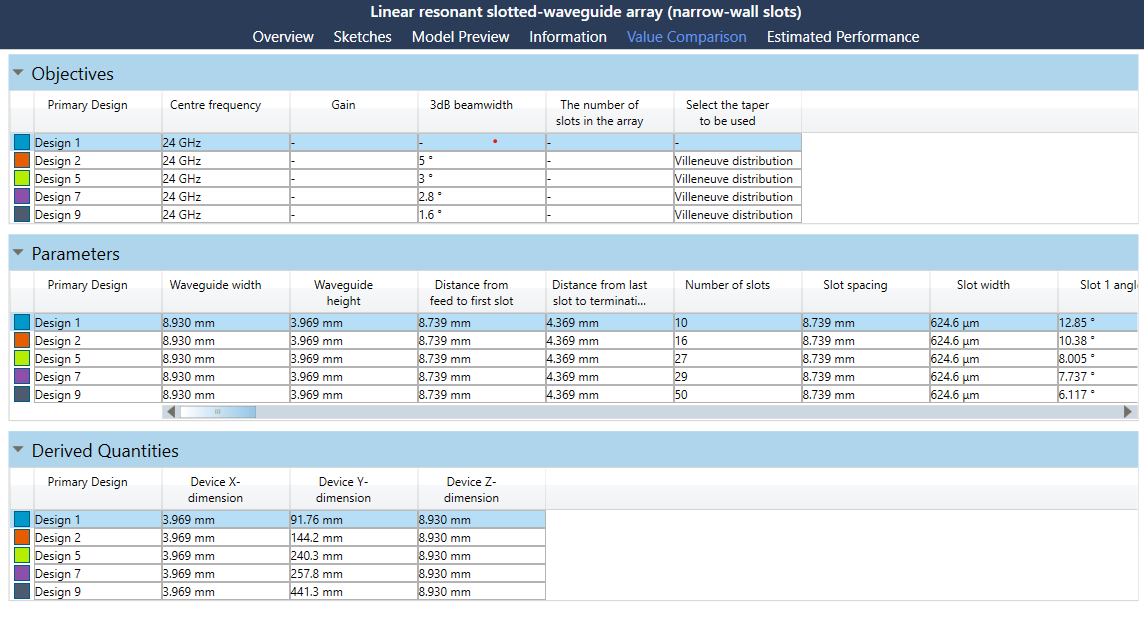 Linear resonant slotted-waveguide array (narrow-wall slots)
Overview Sketches Model Preview Information Value Comparison Estimated Performance
Objectives
Primary Design Centre frequency Gain 3dB beamwidth The number of slots in the array Select the taper to be used
Design 1 24 GHz - - - -
Design 2 24 GHz - 5 ° - Villeneuve distribution
Design 5 24 GHz - 3 ° - Villeneuve distribution
Design 7 24 GHz - 2.8 ° - Villeneuve distribution
Design 9 24 GHz - 1.6 ° - Villeneuve distribution
Parameters
Primary Design Waveguide width Waveguide height Distance from feed to first slot Distance from last slot to terminati... Number of slots Slot spacing Slot width Slot 1 angl
Design 1 8.930 mm 3.969 mm 8.739 mm 4.369 mm 10 8.739 mm 624.6 µm 12.85 °
Design 2 8.930 mm 3.969 mm 8.739 mm 4.369 mm 16 8.739 mm 624.6 µm 10.38 °
Design 5 8.930 mm 3.969 mm 8.739 mm 4.369 mm 27 8.739 mm 624.6 µm 8.005 °
Design 7 8.930 mm 3.969 mm 8.739 mm 4.369 mm 29 8.739 mm 624.6 µm 7.737 °
Design 9 8.930 mm 3.969 mm 8.739 mm 4.369 mm 50 8.739 mm 624.6 µm 6.117 °
Derived Quantities
Primary Design Device X-dimension Device Y-dimension Device Z-dimension
Design 1 3.969 mm 91.76 mm 8.930 mm
Design 2 3.969 mm 144.2 mm 8.930 mm
Design 5 3.969 mm 240.3 mm 8.930 mm
Design 7 3.969 mm 257.8 mm 8.930 mm
Design 9 3.969 mm 441.3 mm 8.930 mm